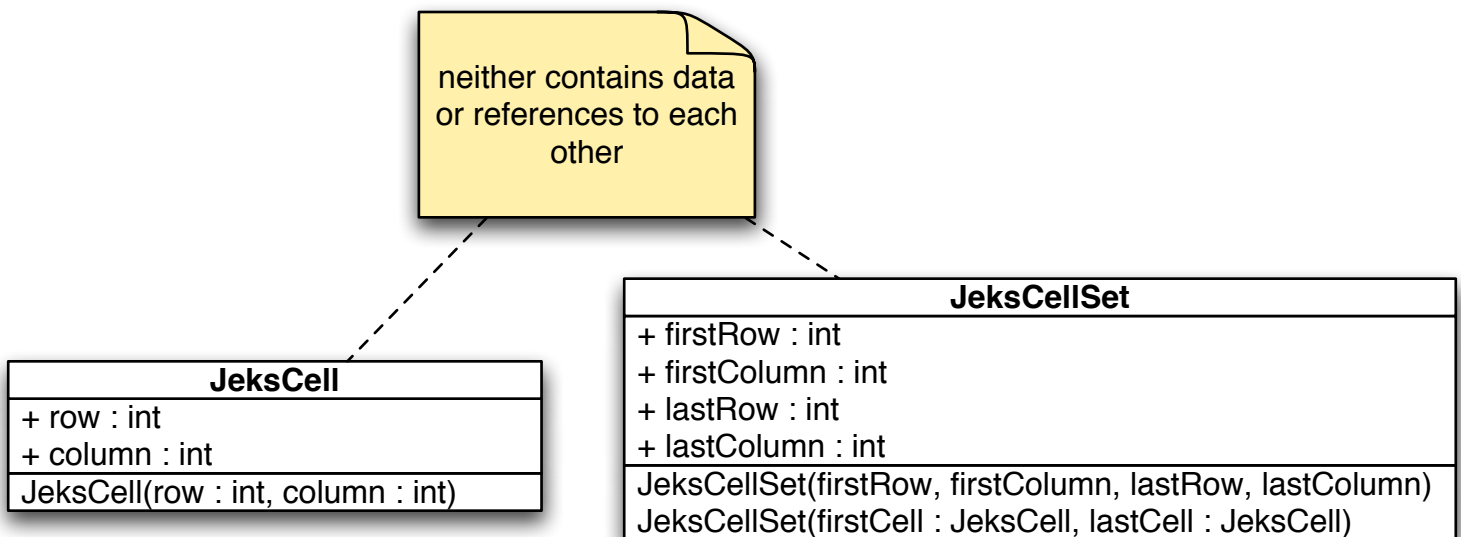 neither contains data
or references to each
other
JeksCell
+ row : int
+ column : int
JeksCell(row : int, column : int)
JeksCellSet
+ firstRow : int
+ firstColumn : int
+ lastRow : int
+ lastColumn : int
JeksCellSet(firstRow, firstColumn, lastRow, lastColumn)
JeksCellSet(firstCell : JeksCell, lastCell : JeksCell)